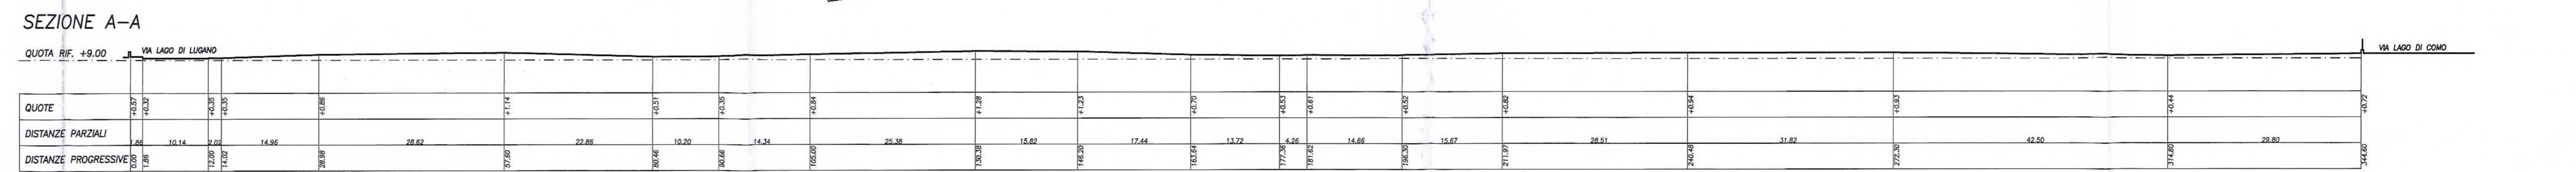 SEZIONE A-A
QUOTA RIF. +9.00 VIA LAGO DI LUGANO VIA LAGO DI COMO
QUOTE +0.57 +0.32 +0.35 +0.35 +0.86 +1.14 +0.51 +0.35 +0.84 +1.28 +1.23 +0.70 +0.53 +0.61 +0.52 +0.82 +0.94 +0.93 +0.44 +0.72
DISTANZE PARZIALI 1.86 10.14 2.02 14.96 28.62 22.86 10.20 14.34 25.38 15.82 17.44 13.72 4.26 14.66 15.67 28.51 31.82 42.50 29.80
DISTANZE PROGRESSIVE 0.00 1.86 12.00 14.02 28.98 57.60 80.46 90.66 105.00 130.38 146.20 163.64 177.36 181.62 196.30 211.97 240.48 272.30 314.80 344.60